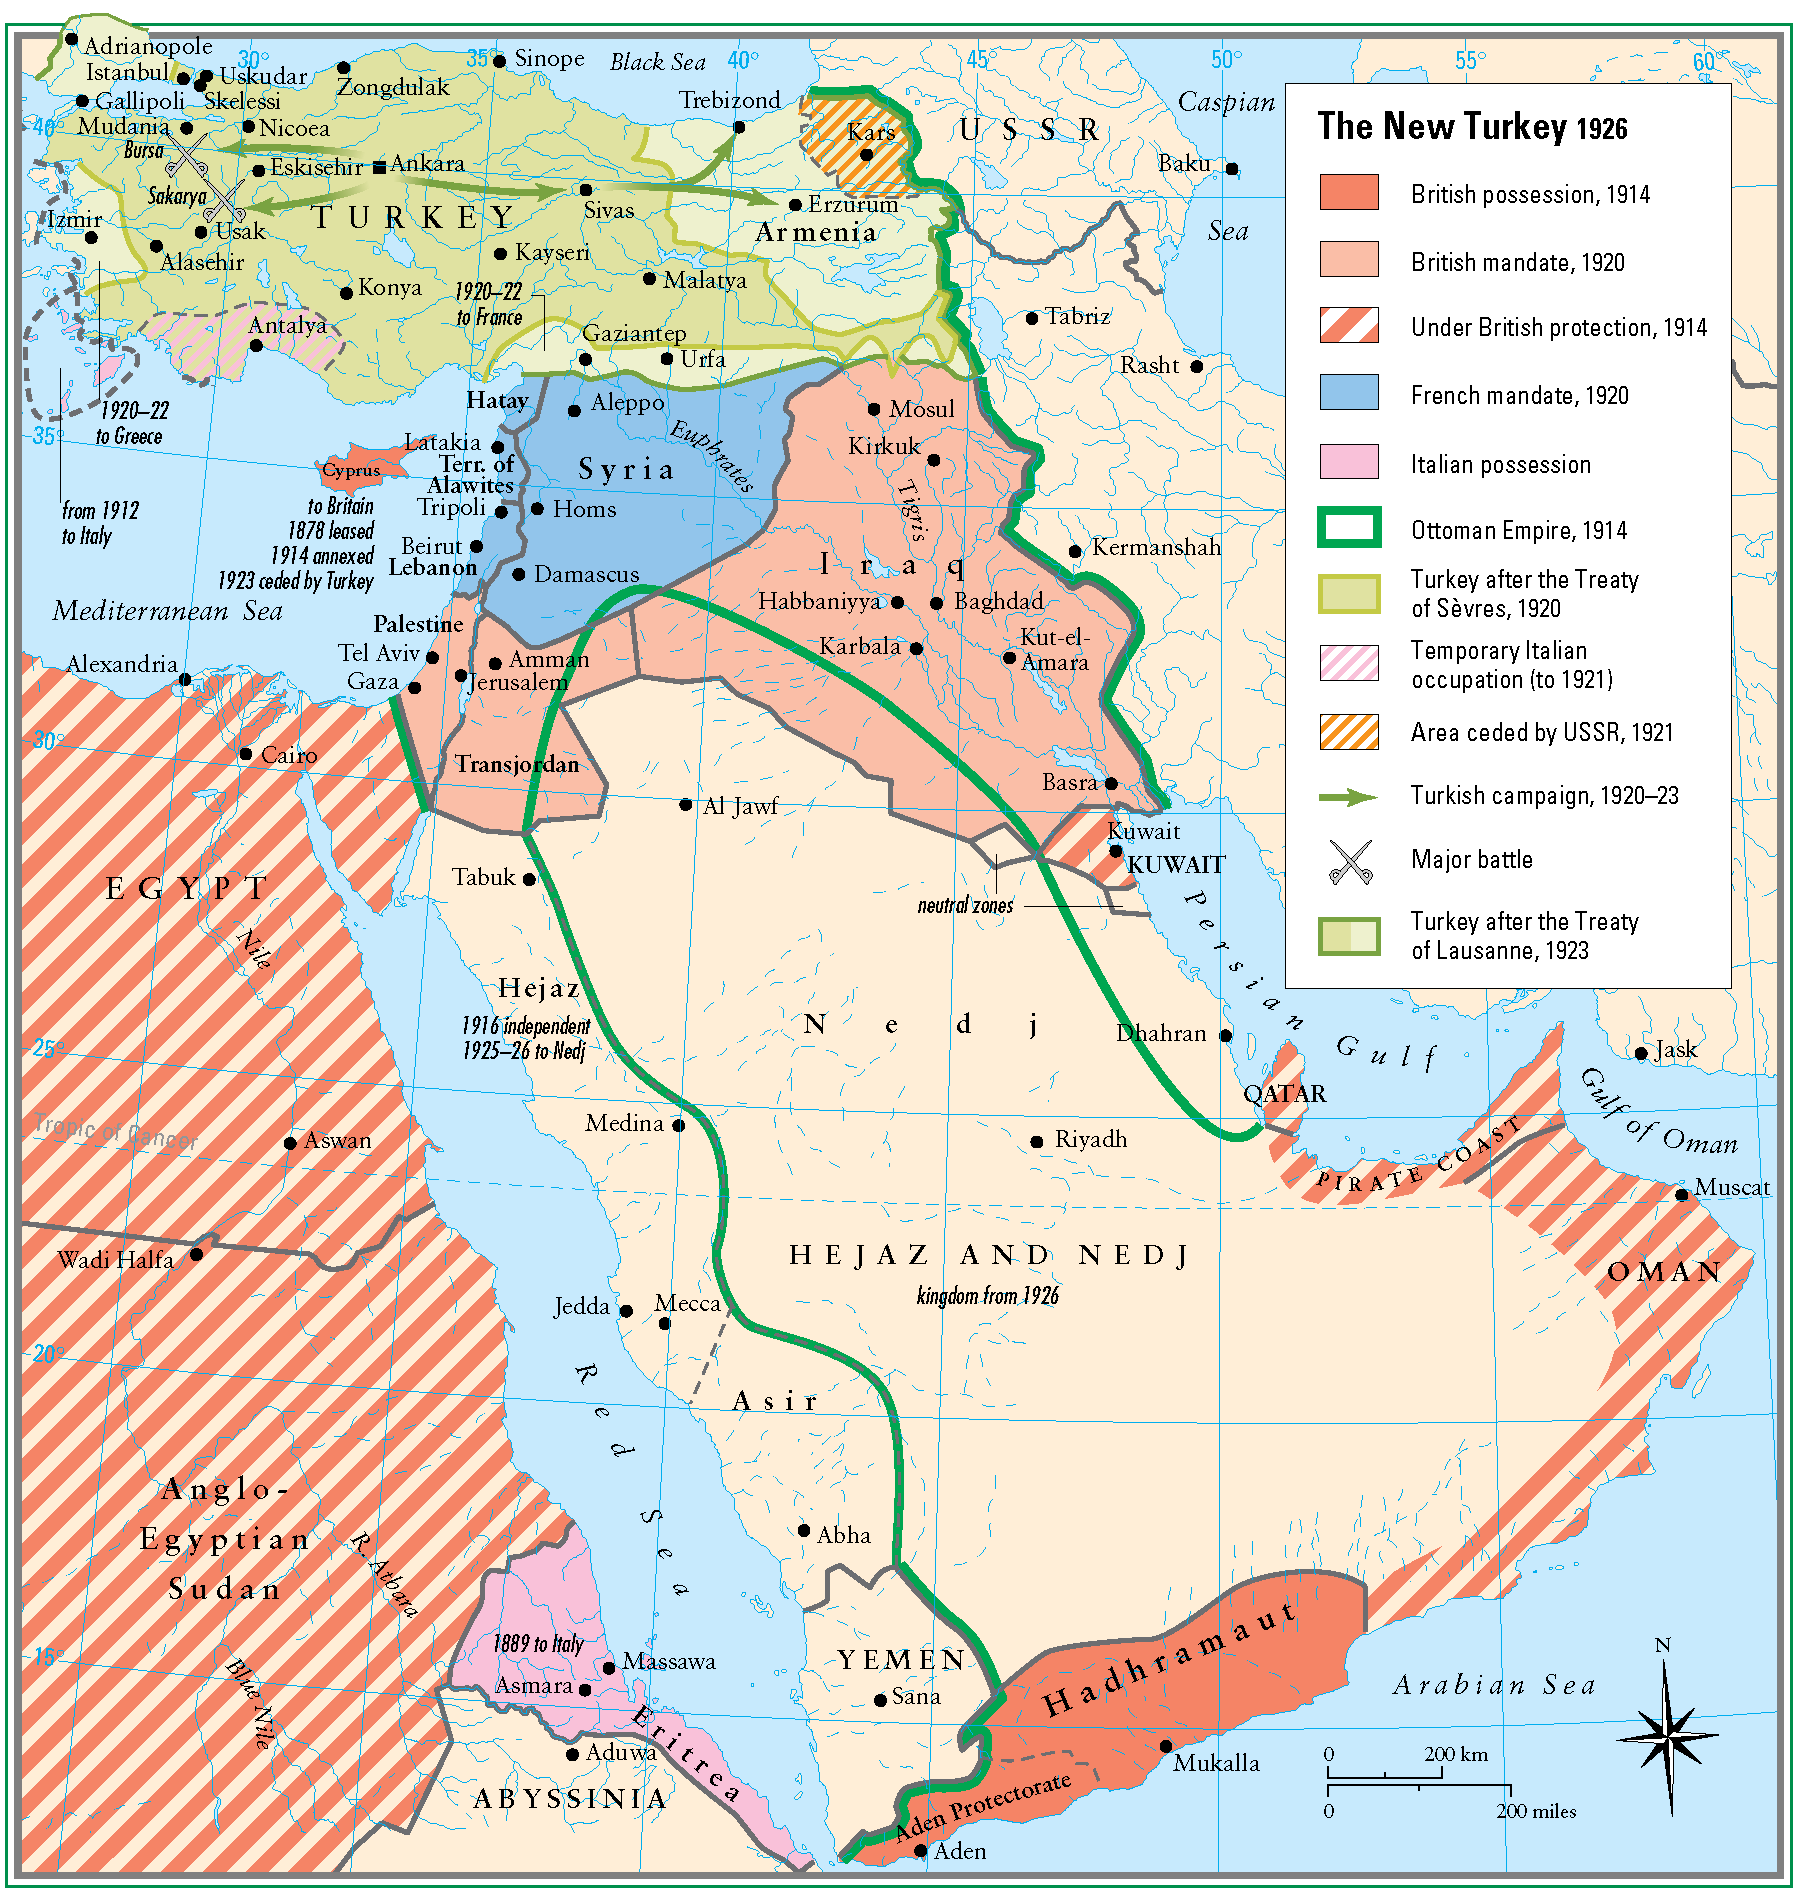 30°
35°
40°
45°
50°
55°
60°
Adrianopole
Istanbul
Uskudar
Skelessi
Gallipoli
Zongdulak
Sinope
Black Sea
Trebizond
Caspian
Sea
40°
Mudania
Nicoea
Bursa
Eskisehir
Ankara
Sakarya
Kars
USSR
Baku
Izmir
Usak
TURKEY
Sivas
Erzurum
Armenia
Alasehir
Kayseri
Konya
Malatya
1920–22
to France
Antalya
Gaziantep
Urfa
Tabriz
Rasht
1920–22
to Greece
35°
from 1912
to Italy
Hatay
Aleppo
Mosul
Kirkuk
Euphrates
Tigris
Latakia
Terr. of
Alawites
Syria
Cyprus
to Britain
1878 leased
1914 annexed
1923 ceded by Turkey
Tripoli
Homs
Beirut
Lebanon
Damascus
Iraq
Kermanshah
Mediterranean Sea
Habbaniyya
Baghdad
Palestine
Karbala
Kut-el-
Amara
Alexandria
Tel Aviv
Amman
Gaza
Jerusalem
30°
Cairo
Transjordan
Al Jawf
Basra
Kuwait
KUWAIT
neutral zones
Tabuk
EGYPT
Nile
Persian Gulf
Hejaz
1916 independent
1925–26 to Nedj
Nedj
Dhahran
25°
Jask
QATAR
Gulf of Oman
Tropic of Cancer
Aswan
Medina
Riyadh
PIRATE COAST
Muscat
Wadi Halfa
HEJAZ AND NEDJ
kingdom from 1926
OMAN
Jedda
Mecca
20°
Red Sea
Asir
Anglo-
Egyptian
Sudan
R. Atbara
Abha
15°
Blue Nile
1889 to Italy
Massawa
Asmara
Eritrea
YEMEN
Sana
Hadhramaut
Arabian Sea
Aduwa
ABYSSINIA
Mukalla
Aden Protectorate
Aden
N
0
200 km
0
200 miles
The New Turkey 1926
British possession, 1914
British mandate, 1920
Under British protection, 1914
French mandate, 1920
Italian possession
Ottoman Empire, 1914
Turkey after the Treaty
of Sèvres, 1920
Temporary Italian
occupation (to 1921)
Area ceded by USSR, 1921
Turkish campaign, 1920–23
Major battle
Turkey after the Treaty
of Lausanne, 1923